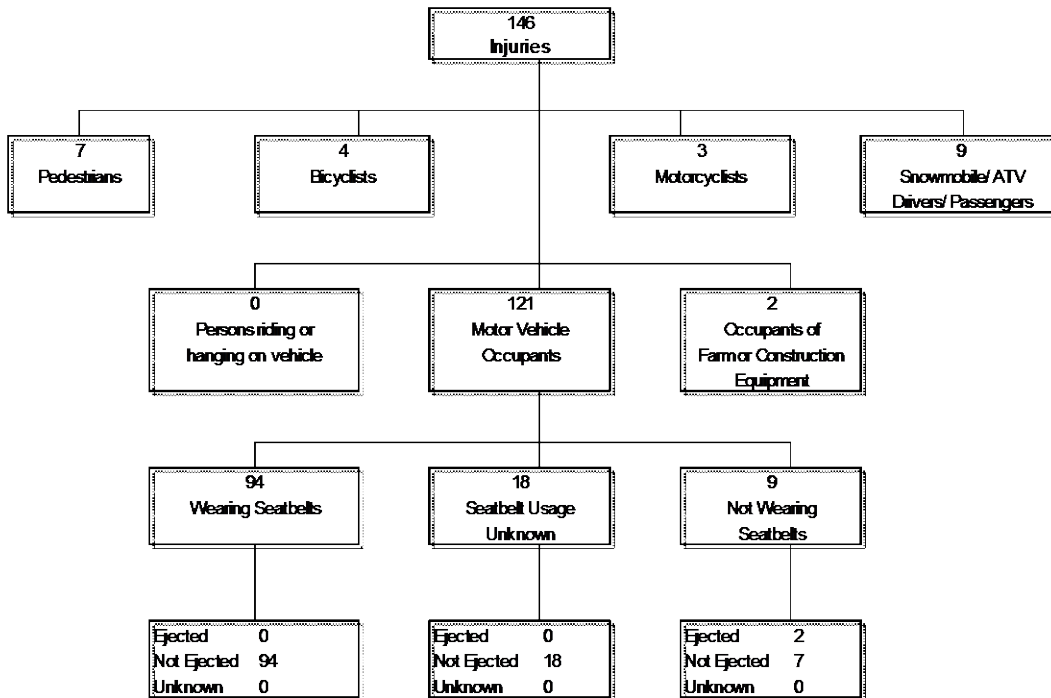 146
Injuries
7
Pedestrians
4
Bicyclists
3
Motorcyclists
9
Snowmobile/ ATV
Drivers/ Passengers
0
Persons riding or
hanging on vehicle
121
Motor Vehicle
Occupants
2
Occupants of
Farm or Construction
Equipment
94
Wearing Seatbelts
18
Seatbelt Usage
Unknown
9
Not Wearing
Seatbelts
Ejected 0
Not Ejected 94
Unknown 0
Ejected 0
Not Ejected 18
Unknown 0
Ejected 2
Not Ejected 7
Unknown 0